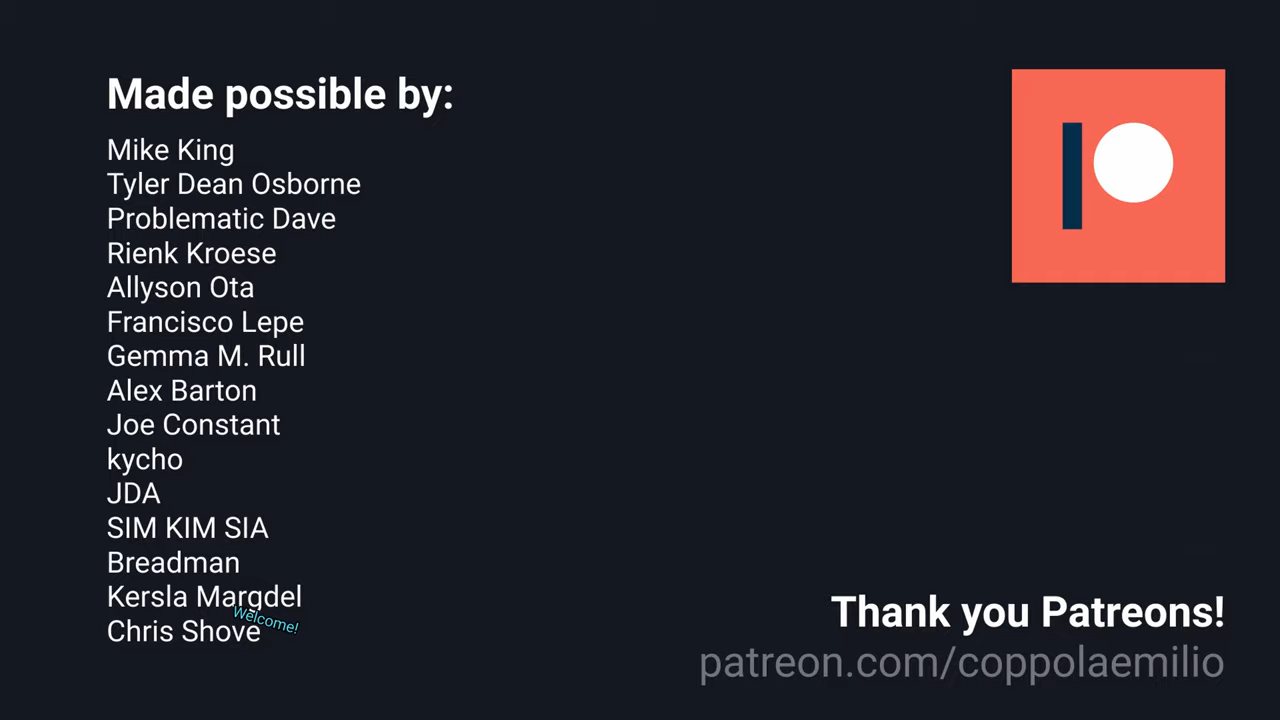 Made possible by:
Mike King
Tyler Dean Osborne
Problematic Dave
Rienk Kroese
Allyson Ota
Francisco Lepe
Gemma M. Rull
Alex Barton
Joe Constant
kycho
JDA
SIM KIM SIA
Breadman
Kersla Margdel
Welcome!
Chris Shove
Thank you Patreons!
patreon.com/coppolaemilio